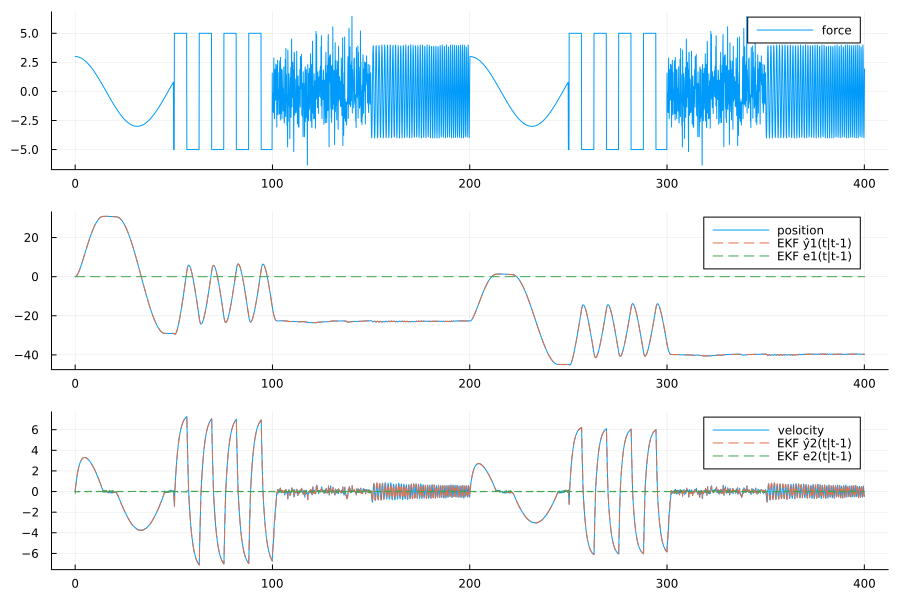 5.0
2.5
0.0
−2.5
−5.0
force
0 100 200 300 400
20
0
−20
−40
position
EKF ŷ1(t|t-1)
EKF e1(t|t-1)
0 100 200 300 400
6
4
2
0
−2
−4
−6
velocity
EKF ŷ2(t|t-1)
EKF e2(t|t-1)
0 100 200 300 400